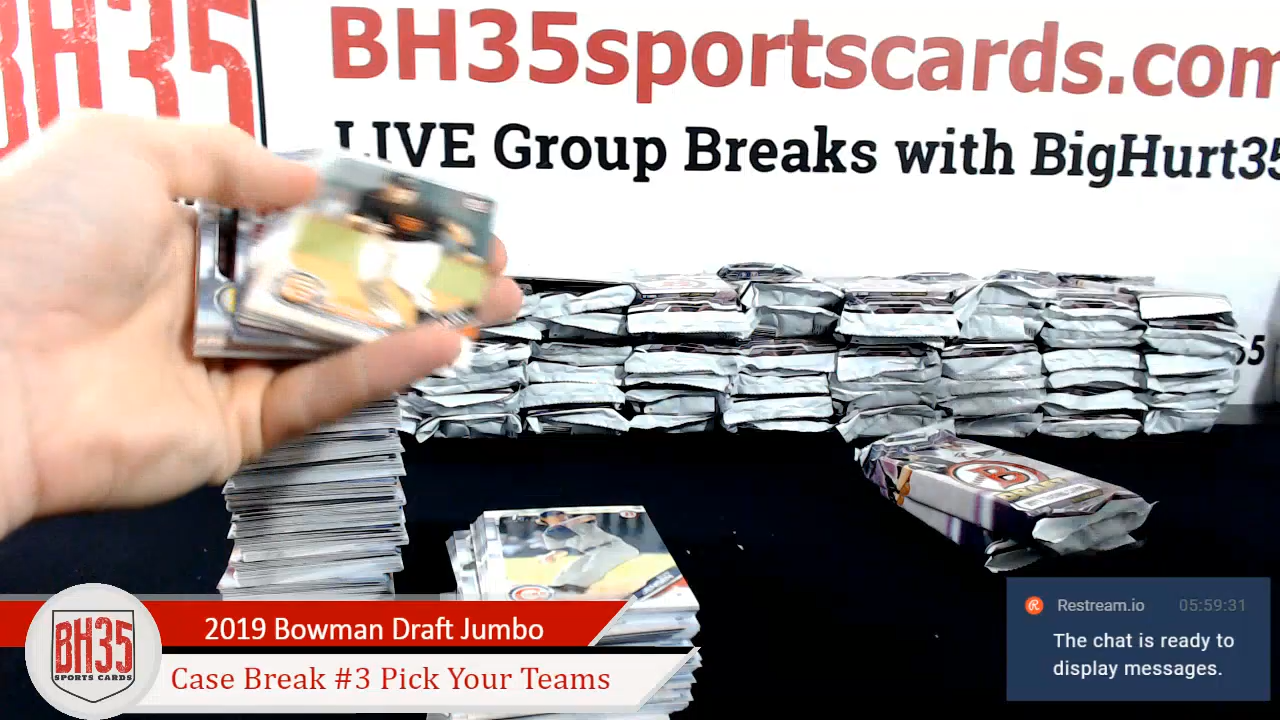 BH35
BH35sportscards.com
LIVE Group Breaks with BigHurt35
35
B
BH35
SPORTS CARDS
2019 Bowman Draft Jumbo
Case Break #3 Pick Your Teams
Restream.io 05:59:31
The chat is ready to
display messages.